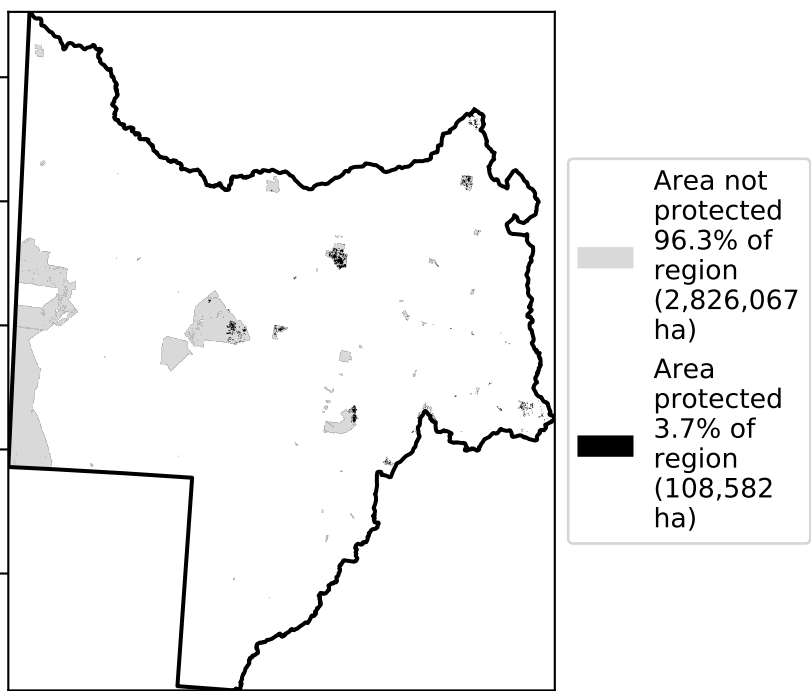 Area not
protected
96.3% of
region
(2,826,067
ha)
Area
protected
3.7% of
region
(108,582
ha)